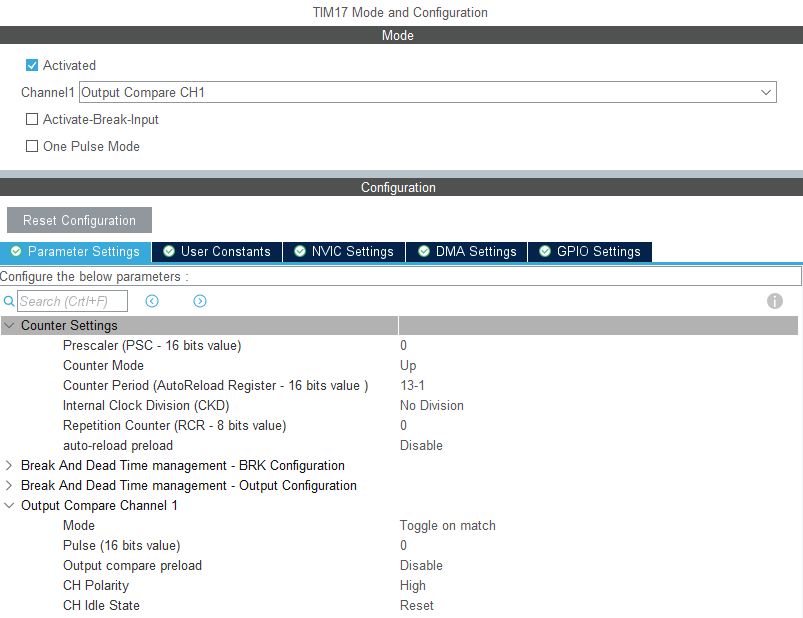 TIM17 Mode and Configuration
Mode
Activated
Channel1 Output Compare CH1
Activate-Break-Input
One Pulse Mode
Configuration
Reset Configuration
Parameter Settings User Constants NVIC Settings DMA Settings GPIO Settings
Configure the below parameters :
Search (Crtl+F)
Counter Settings
Prescaler (PSC - 16 bits value) 0
Counter Mode Up
Counter Period (AutoReload Register - 16 bits value ) 13-1
Internal Clock Division (CKD) No Division
Repetition Counter (RCR - 8 bits value) 0
auto-reload preload Disable
Break And Dead Time management - BRK Configuration
Break And Dead Time management - Output Configuration
Output Compare Channel 1
Mode Toggle on match
Pulse (16 bits value) 0
Output compare preload Disable
CH Polarity High
CH Idle State Reset